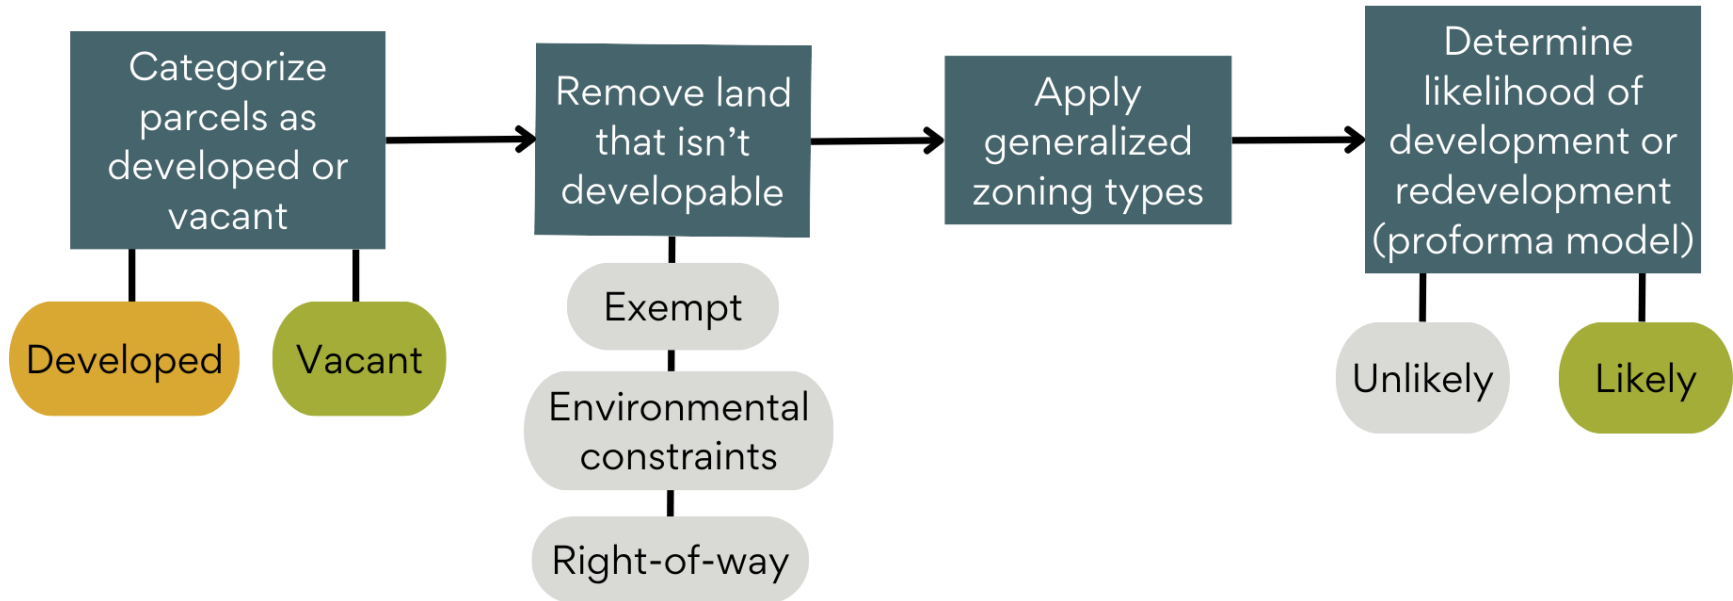 Categorize
parcels as
developed or
vacant
Developed
Vacant
Remove land
that isn’t
developable
Exempt
Environmental
constraints
Right-of-way
Apply
generalized
zoning types
Determine
likelihood of
development or
redevelopment
(proforma model)
Unlikely
Likely